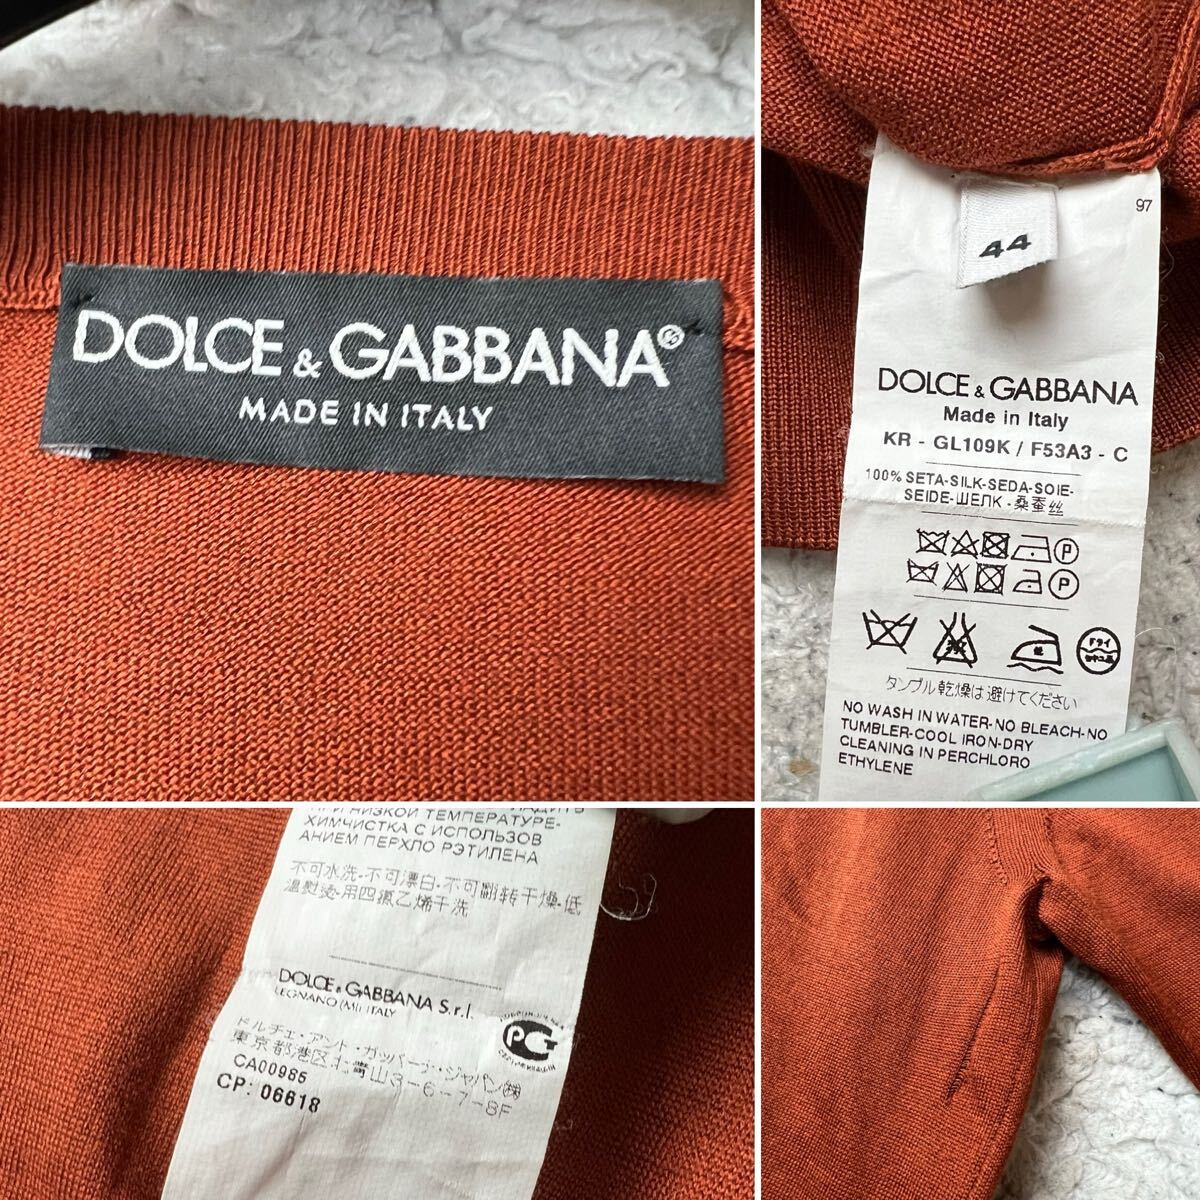 DOLCE & GABBANA®
MADE IN ITALY
97
44
DOLCE & GABBANA
Made in Italy
KR - GL109K / F53A3 - C
100% SETA-SILK-SEDA-SOIE-
SEIDE-ШЕЛК-桑蚕丝
P
P
ドライ
タンブル乾燥は避けてください
NO WASH IN WATER-NO BLEACH-NO
TUMBLER-COOL IRON-DRY
CLEANING IN PERCHLORO
ETHYLENE
ПРИ НИЗКОЙ ТЕМПЕРАТУРЕ-
ХИМЧИСТКА С ИСПОЛЬЗОВ
АНИЕМ ПЕРХЛО РЭТИЛЕНА
不可水洗-不可漂白-不可翻转干燥-低
温熨烫-用四氯乙烯干洗
DOLCE & GABBANA S.r.l.
LEGNANO (MI) ITALY
ドルチェ・アンド・ガッバーナ・ジャパン㈱
東京都港区北青山3-6-7-8F
CA00985
CP: 06618